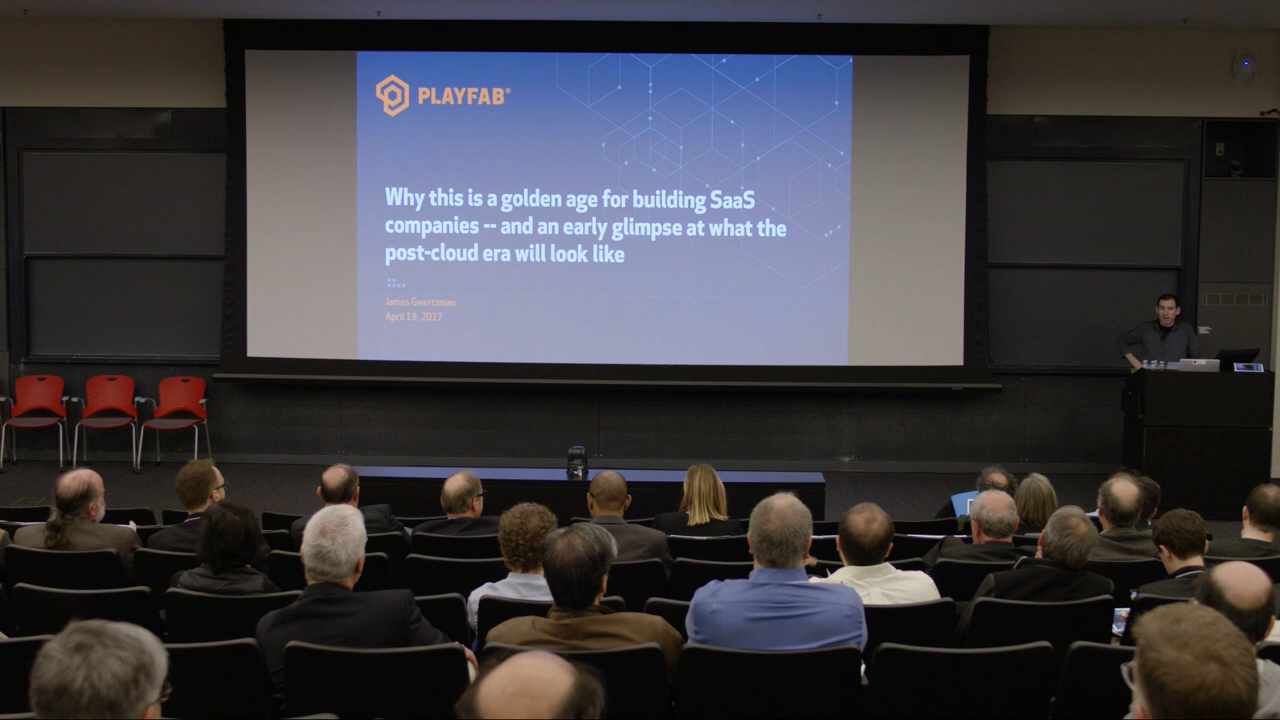 PLAYFAB®
Why this is a golden age for building SaaS
companies -- and an early glimpse at what the
post-cloud era will look like
James Gwertzman
April 19, 2017